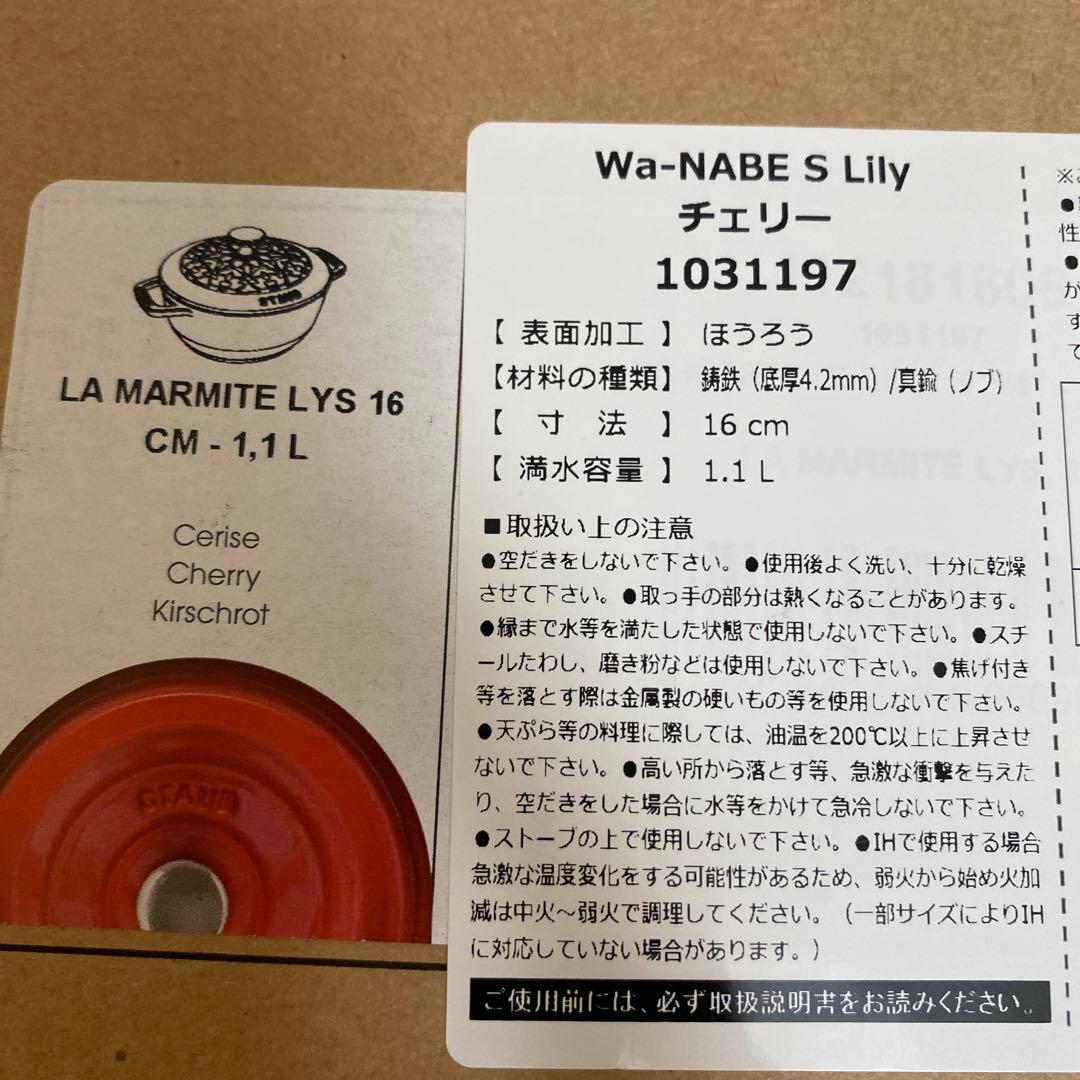 STAUB
LA MARMITE LYS 16
CM - 1,1 L
Cerise
Cherry
Kirschrot
STAUB
Wa-NABE S Lily
チェリー
1031197
【 表面加工 】 ほうろう
【材料の種類】 鋳鉄（底厚4.2mm）/真鍮（ノブ）
【 寸 法 】 16 cm
【 満水容量 】 1.1 L
■取扱い上の注意
●空だきをしないで下さい。●使用後よく洗い、十分に乾燥
させて下さい。●取っ手の部分は熱くなることがあります。
●縁まで水等を満たした状態で使用しないで下さい。●スチ
ールたわし、磨き粉などは使用しないで下さい。●焦げ付き
等を落とす際は金属製の硬いもの等を使用しないで下さい。
●天ぷら等の料理に際しては、油温を200℃以上に上昇させ
ないで下さい。●高い所から落とす等、急激な衝撃を与えた
り、空だきをした場合に水等をかけて急冷しないで下さい。
●ストーブの上で使用しないで下さい。●IHで使用する場合
急激な温度変化をする可能性があるため、弱火から始め火加
減は中火～弱火で調理してください。（一部サイズによりIH
に対応していない場合があります。）
ご使用前には、必ず取扱説明書をお読みください。